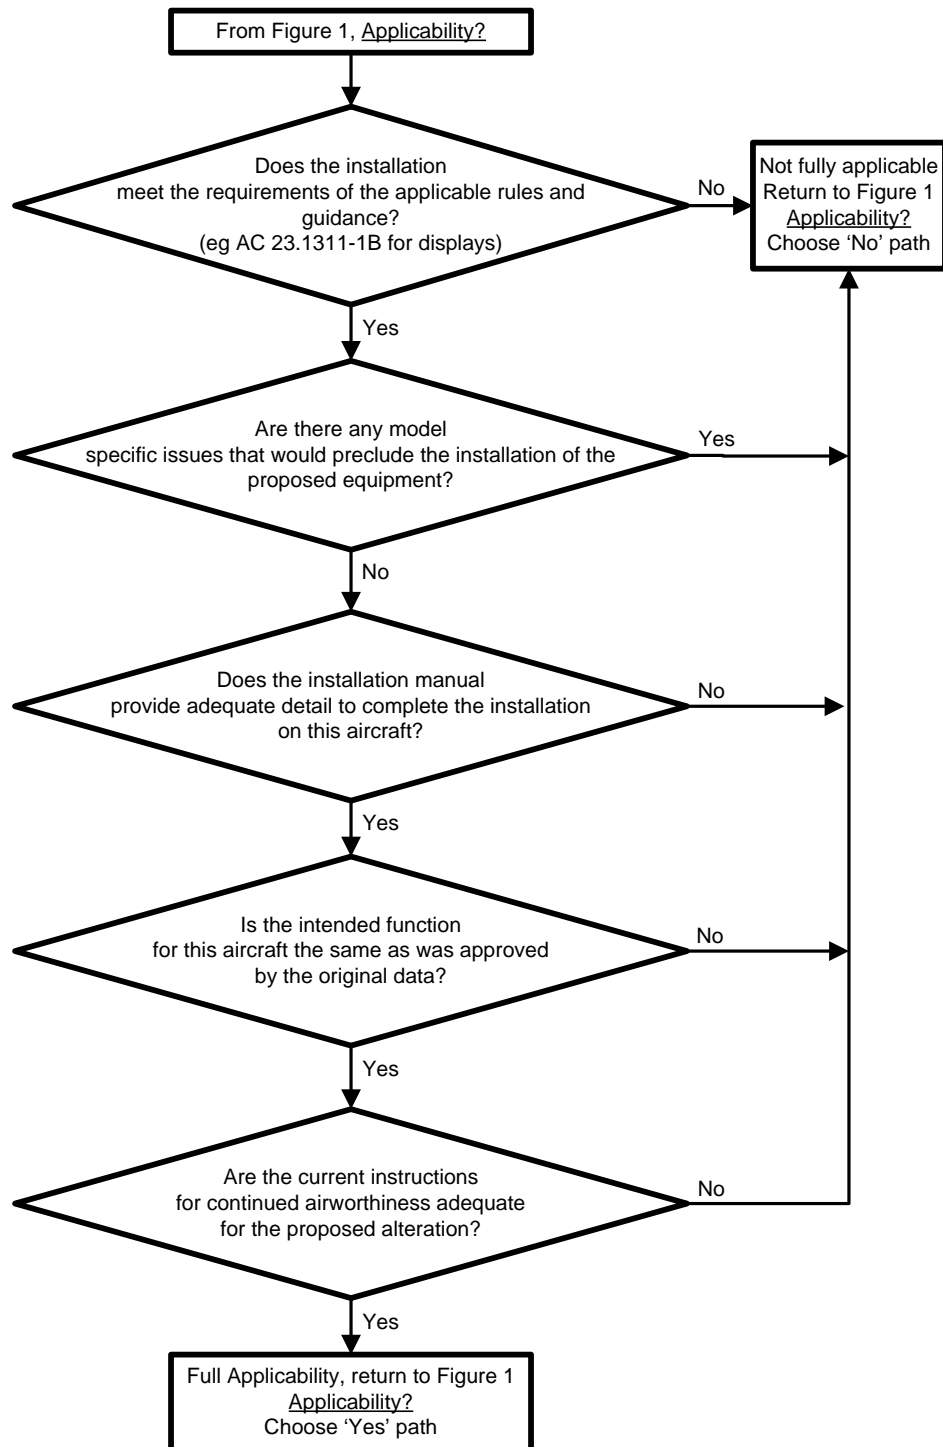 From Figure 1, Applicability?
Does the installation
meet the requirements of the applicable rules and
guidance?
(eg AC 23.1311-1B for displays)
No
Not fully applicable
Return to Figure 1
Applicability?
Choose ‘No’ path
Yes
Are there any model
specific issues that would preclude the installation of the
proposed equipment?
Yes
No
Does the installation manual
provide adequate detail to complete the installation
on this aircraft?
No
Yes
Is the intended function
for this aircraft the same as was approved
by the original data?
No
Yes
Are the current instructions
for continued airworthiness adequate
for the proposed alteration?
No
Yes
Full Applicability, return to Figure 1
Applicability?
Choose ‘Yes’ path